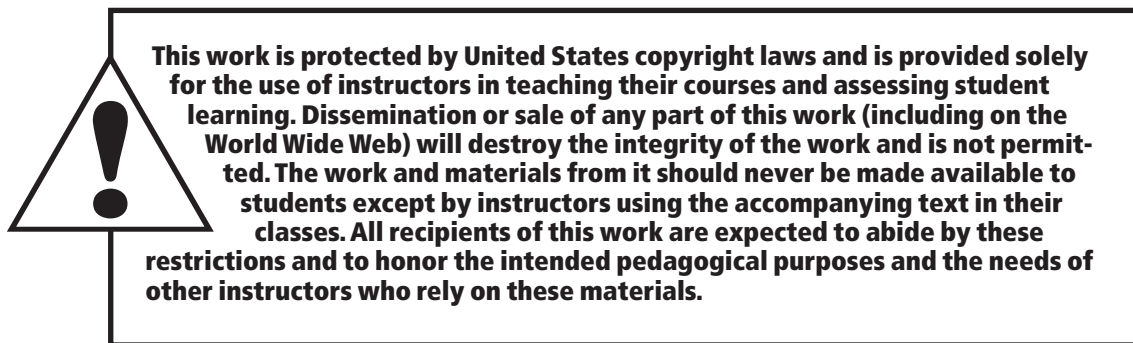 This work is protected by United States copyright laws and is provided solely
for the use of instructors in teaching their courses and assessing student
learning. Dissemination or sale of any part of this work (including on the
World Wide Web) will destroy the integrity of the work and is not permit-
ted. The work and materials from it should never be made available to
students except by instructors using the accompanying text in their
classes. All recipients of this work are expected to abide by these
restrictions and to honor the intended pedagogical purposes and the needs of
other instructors who rely on these materials.